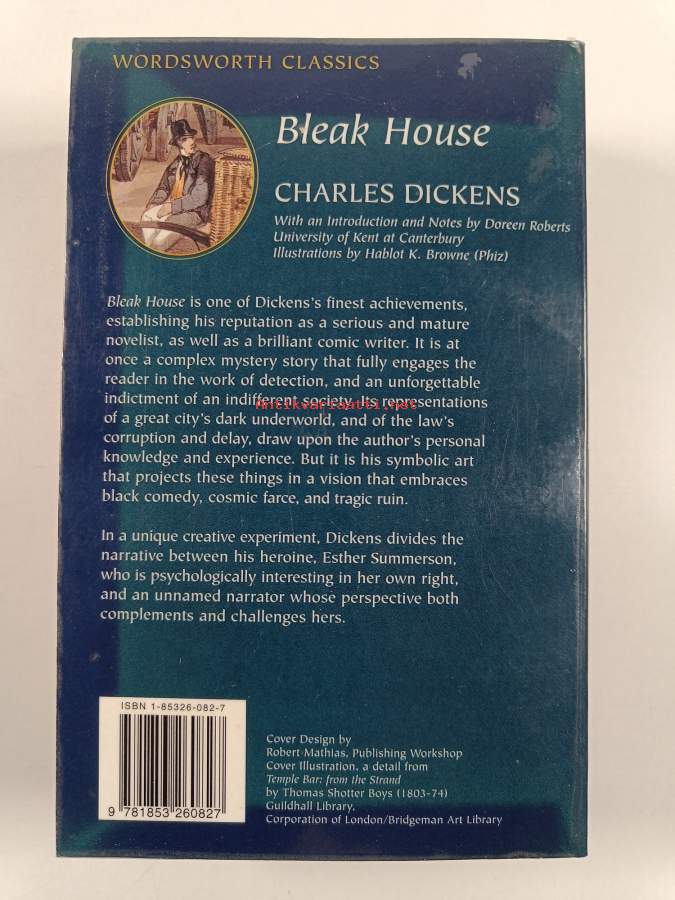 WORDSWORTH CLASSICS
Bleak House
CHARLES DICKENS
With an Introduction and Notes by Doreen Roberts
University of Kent at Canterbury
Illustrations by Hablot K. Browne (Phiz)
Bleak House is one of Dickens's finest achievements,
establishing his reputation as a serious and mature
novelist, as well as a brilliant comic writer. It is at
once a complex mystery story that fully engages the
reader in the work of detection, and an unforgettable
indictment of an indifferent society. Its representations
Antikvariaatti.net
of a great city's dark underworld, and of the law's
corruption and delay, draw upon the author's personal
knowledge and experience. But it is his symbolic art
that projects these things in a vision that embraces
black comedy, cosmic farce, and tragic ruin.
In a unique creative experiment, Dickens divides the
narrative between his heroine, Esther Summerson,
who is psychologically interesting in her own right,
and an unnamed narrator whose perspective both
complements and challenges hers.
ISBN 1-85326-082-7
9 781853 260827
Cover Design by
Robert Mathias, Publishing Workshop
Cover Illustration, a detail from
Temple Bar: from the Strand
by Thomas Shotter Boys (1803-74)
Guildhall Library,
Corporation of London/Bridgeman Art Library